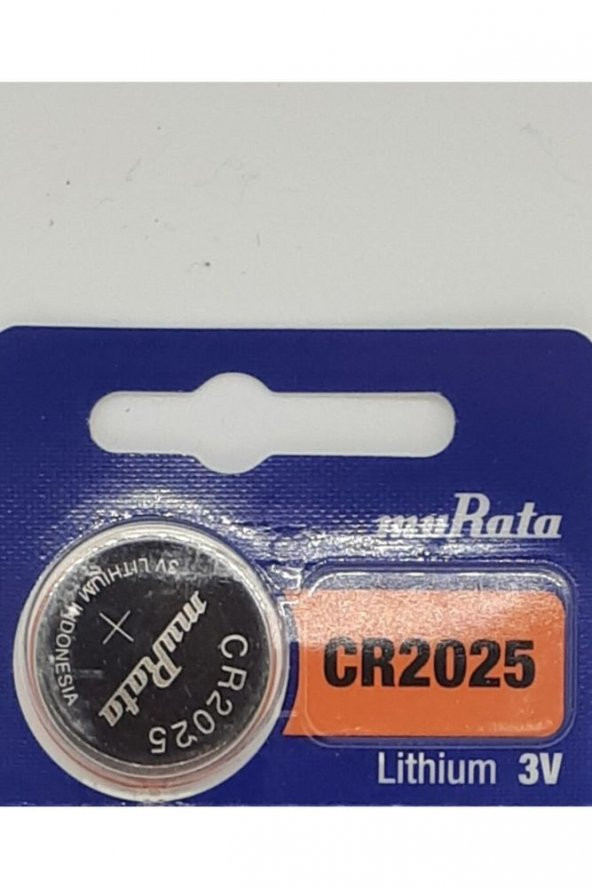 muRata
CR2025
Lithium 3V
3V LITHIUM INDONESIA
+
muRata
CR2025